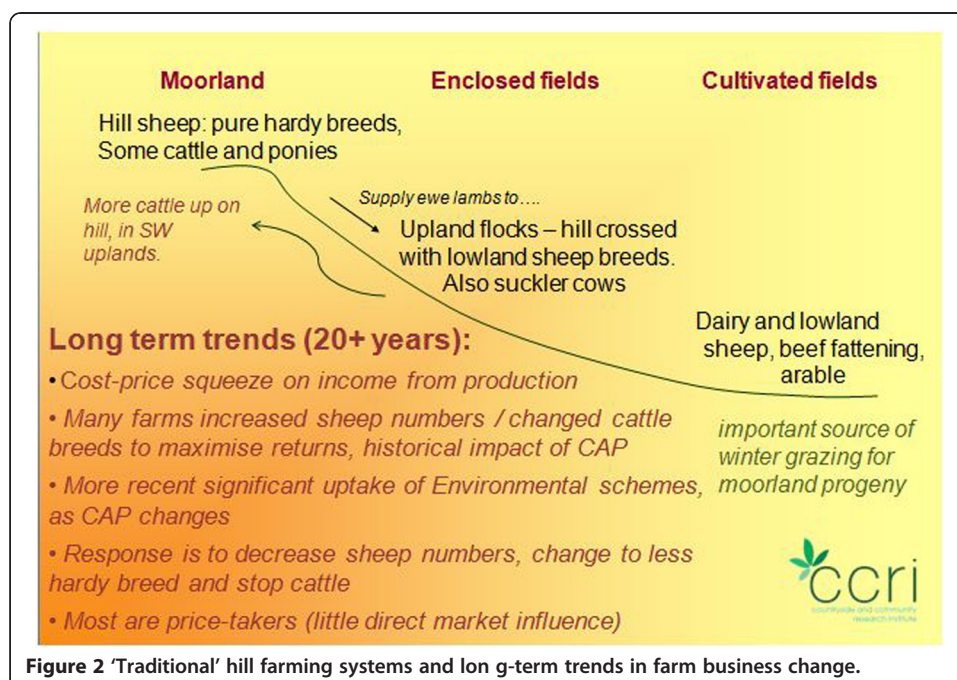 Moorland Enclosed fields Cultivated fields
Hill sheep: pure hardy breeds,
Some cattle and ponies
Supply ewe lambs to….
More cattle up on
hill, in SW
uplands.
Upland flocks – hill crossed
with lowland sheep breeds.
Also suckler cows
Dairy and lowland
sheep, beef fattening,
arable
important source of
winter grazing for
moorland progeny
Long term trends (20+ years):
• Cost-price squeeze on income from production
• Many farms increased sheep numbers / changed cattle
breeds to maximise returns, historical impact of CAP
• More recent significant uptake of Environmental schemes,
as CAP changes
• Response is to decrease sheep numbers, change to less
hardy breed and stop cattle
• Most are price-takers (little direct market influence)
ccri
countryside and community
research institute
Figure 2 ‘Traditional’ hill farming systems and lon g-term trends in farm business change.